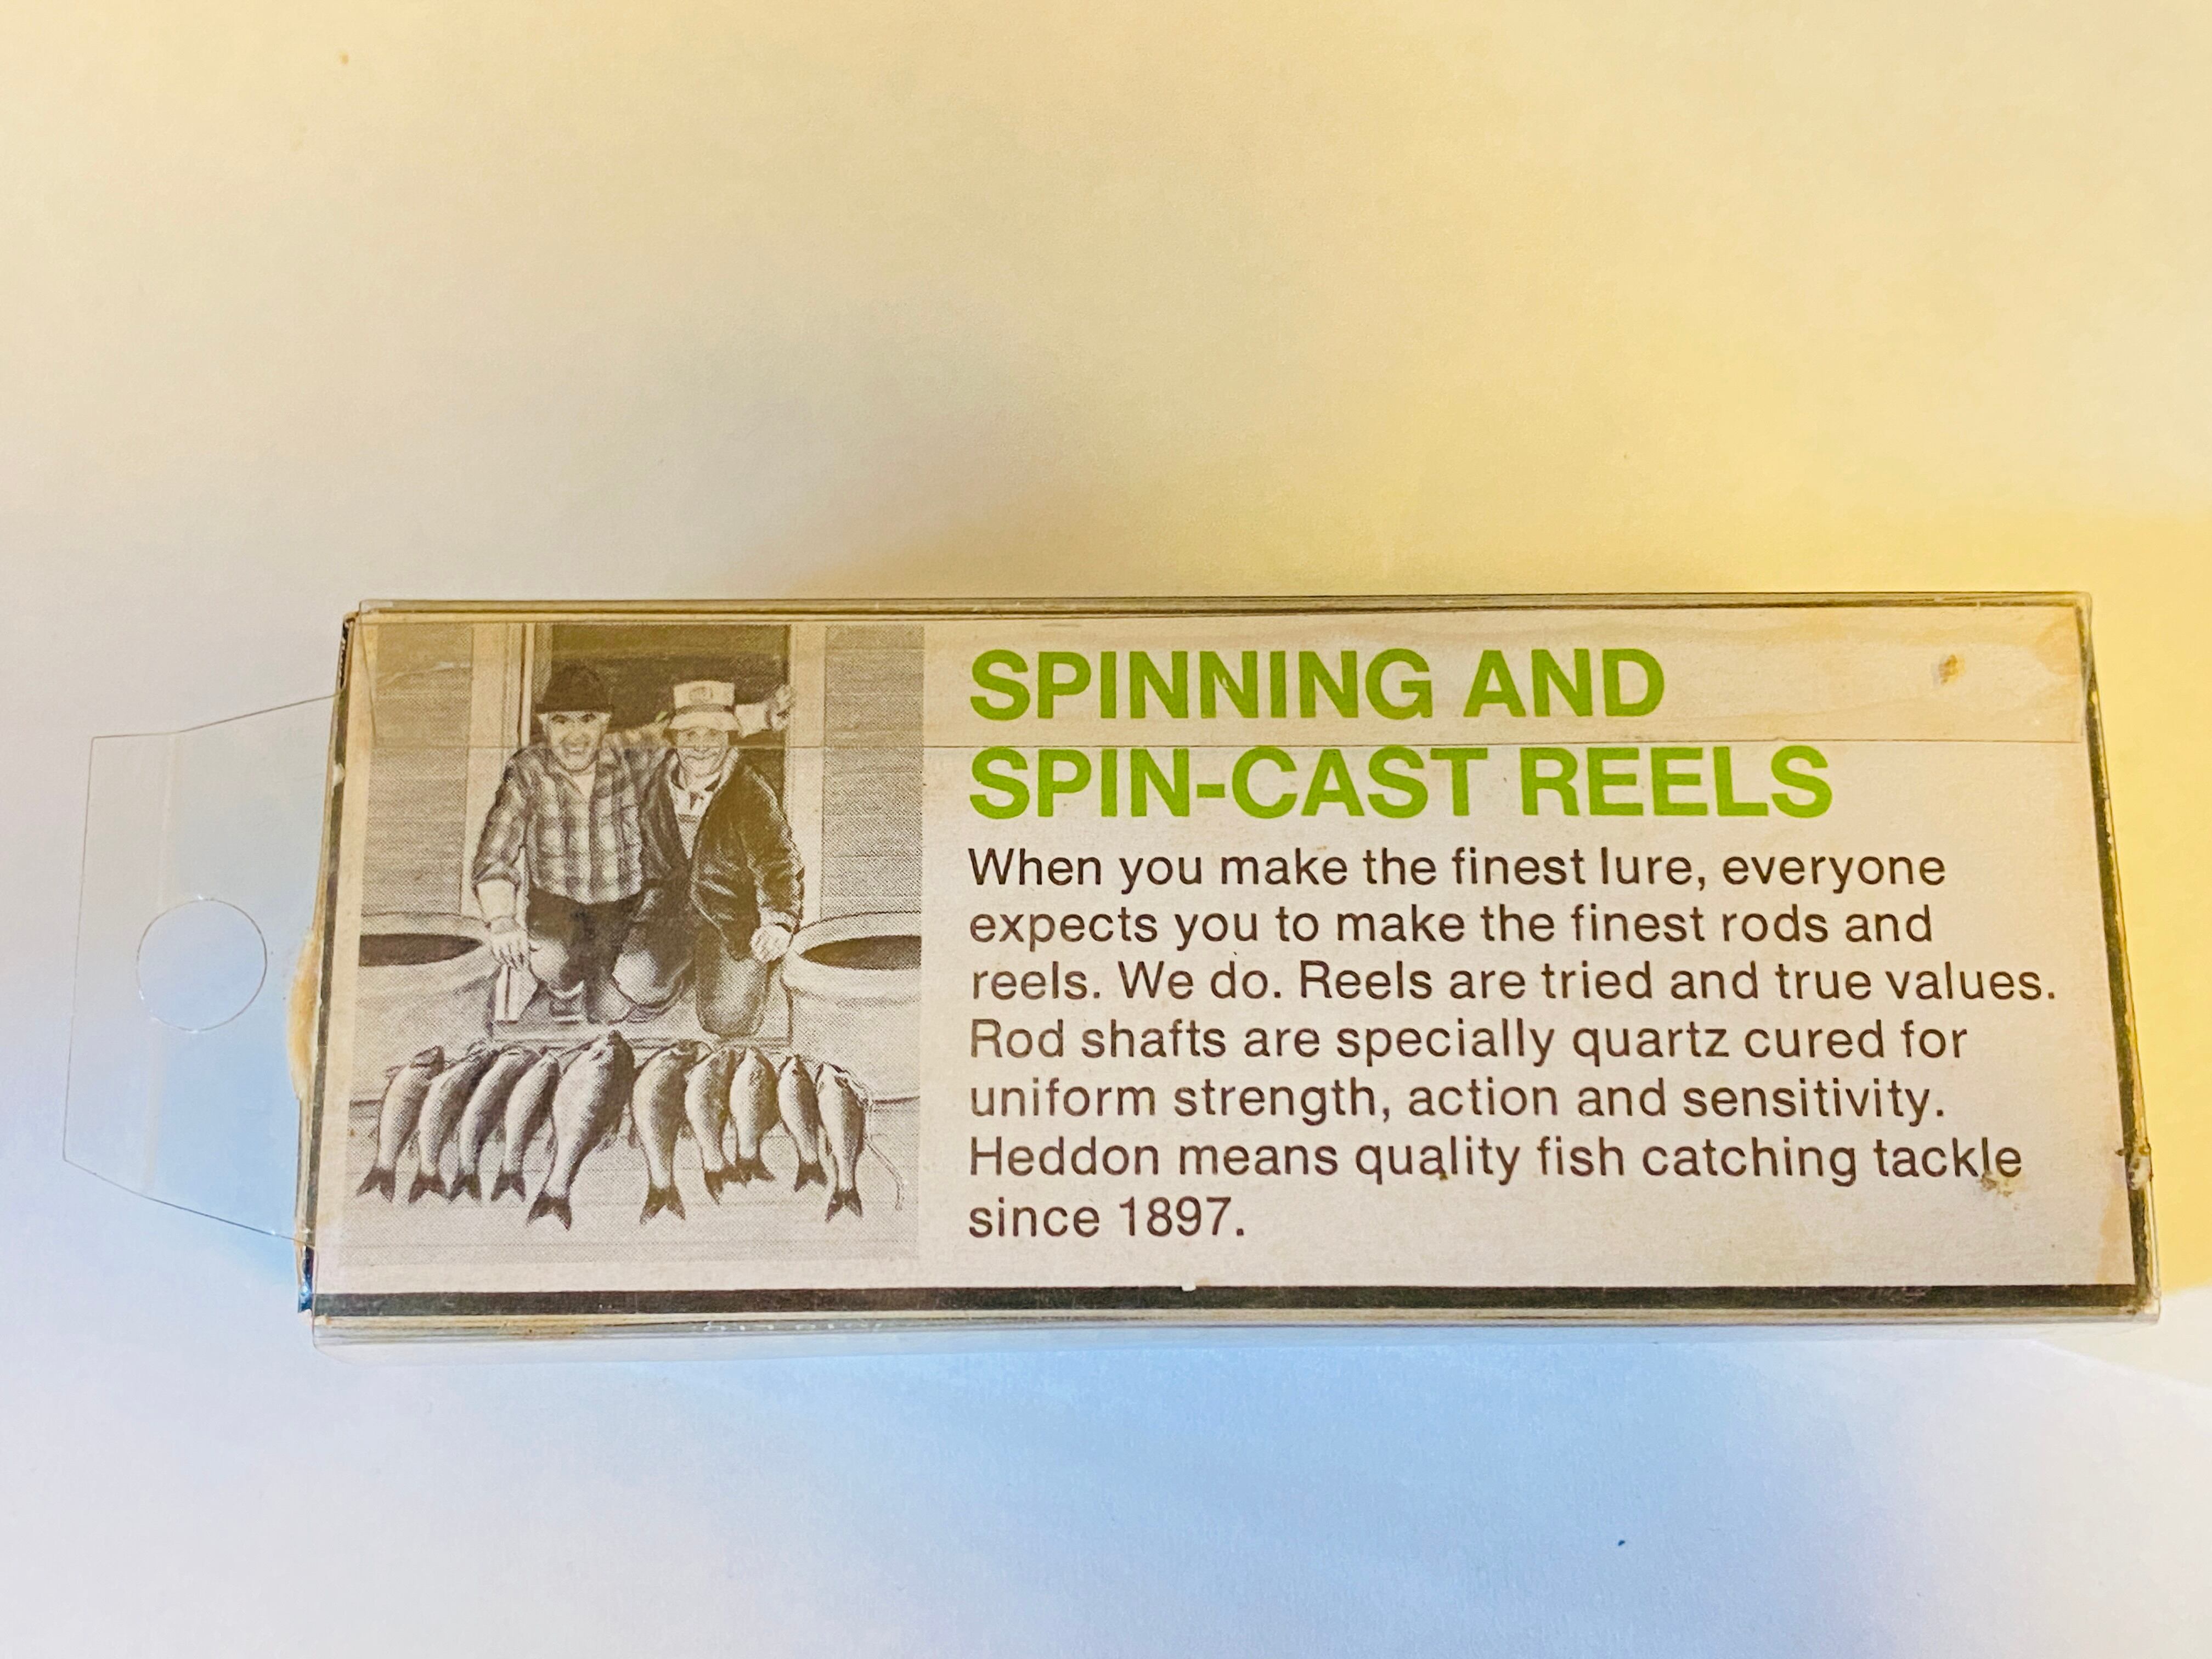 SPINNING AND
SPIN-CAST REELS
When you make the finest lure, everyone
expects you to make the finest rods and
reels. We do. Reels are tried and true values.
Rod shafts are specially quartz cured for
uniform strength, action and sensitivity.
Heddon means quality fish catching tackle
since 1897.